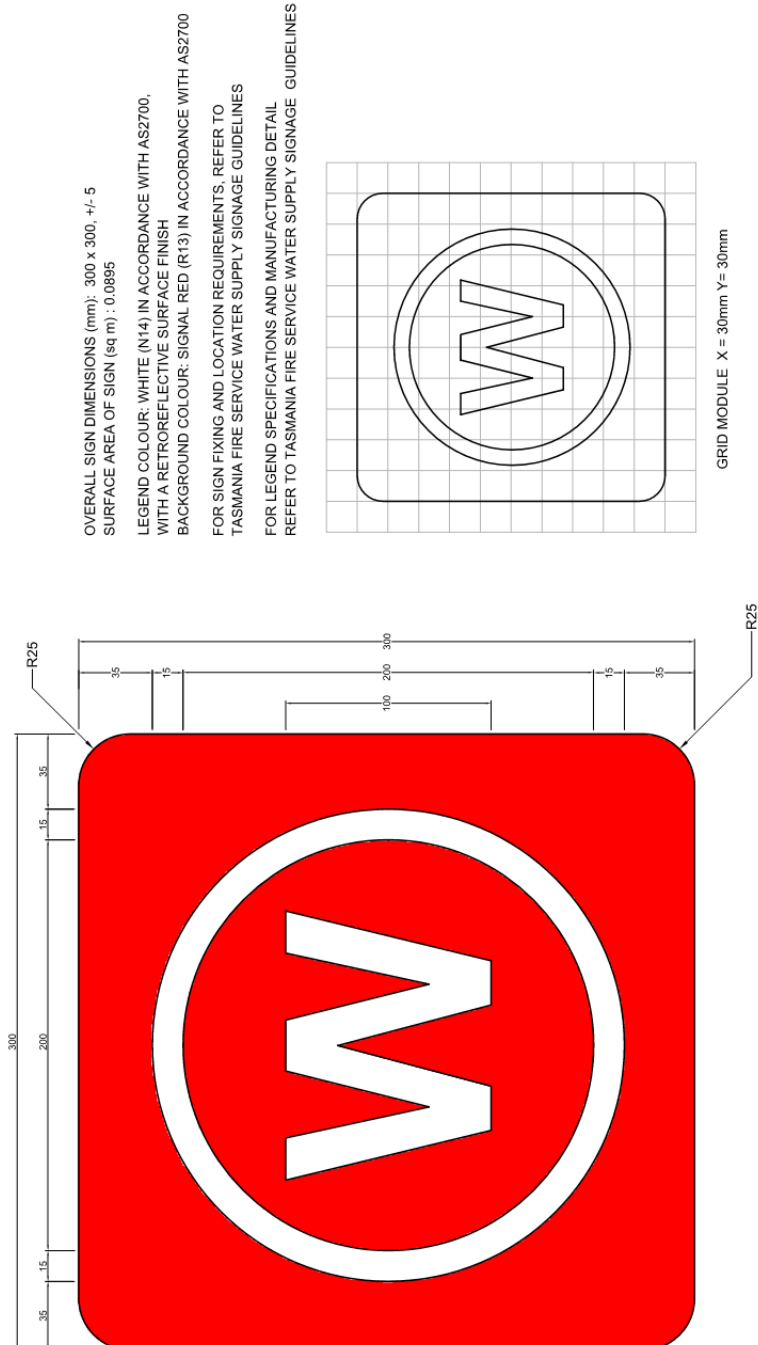 OVERALL SIGN DIMENSIONS (mm): 300 x 300, +/- 5
SURFACE AREA OF SIGN (sq m) : 0.0895
LEGEND COLOUR: WHITE (N14) IN ACCORDANCE WITH AS2700,
WITH A RETROREFLECTIVE SURFACE FINISH
BACKGROUND COLOUR: SIGNAL RED (R13) IN ACCORDANCE WITH AS2700
FOR SIGN FIXING AND LOCATION REQUIREMENTS, REFER TO
TASMANIA FIRE SERVICE WATER SUPPLY SIGNAGE GUIDELINES
FOR LEGEND SPECIFICATIONS AND MANUFACTURING DETAIL
REFER TO TASMANIA FIRE SERVICE WATER SUPPLY SIGNAGE GUIDELINES
W
GRID MODULE X = 30mm Y= 30mm
300
35
15
200
15
35
W
R25
35
15
200
15
35
300
100
R25